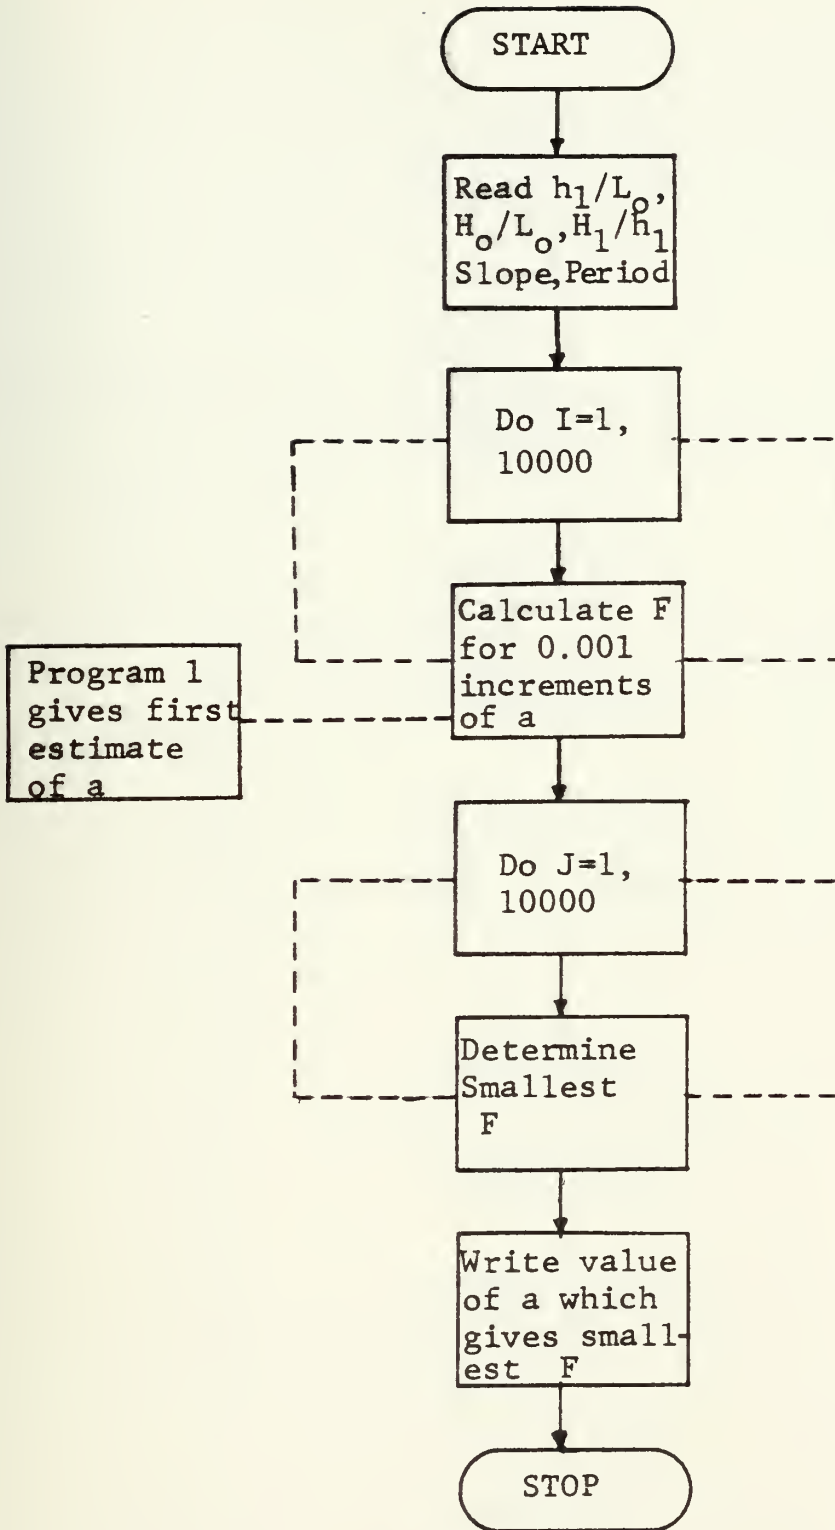 START
Read h₁/Lₒ,
Hₒ/Lₒ,H₁/h₁
Slope,Period
Do I=1,
10000
Calculate F
for 0.001
increments
of a
Program 1
gives first
estimate
of a
Do J=1,
10000
Determine
Smallest
F
Write value
of a which
gives small-
est F
STOP